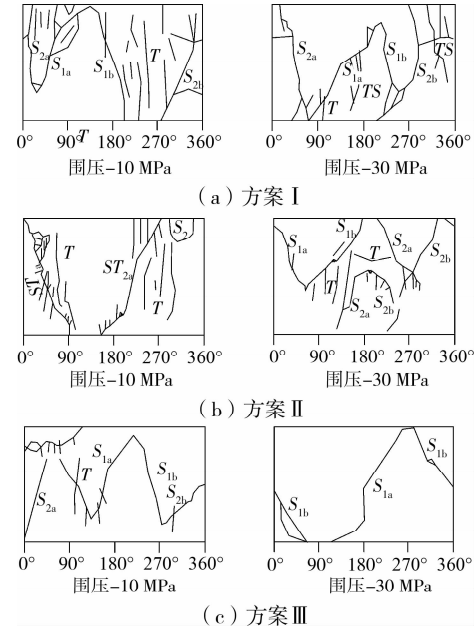 S2a S1a S1b T S2b
S2a S1a TS T S1b S2b TS
0° 90° 180° 270° 360° 0° 90° 180° 270° 360°
T
围压-10 MPa 围压-30 MPa
(a)方案Ⅰ
ST T ST2a T S2
S1a S1b T T S2a S2b S2a S2b
0° 90° 180° 270° 360° 0° 90° 180° 270° 360°
围压-10 MPa 围压-30 MPa
(b)方案Ⅱ
S2a T S1a S1b S2b
S1b S1a S1b
0° 90° 180° 270° 360° 0° 90° 180° 270° 360°
围压-10 MPa 围压-30 MPa
(c)方案Ⅲ